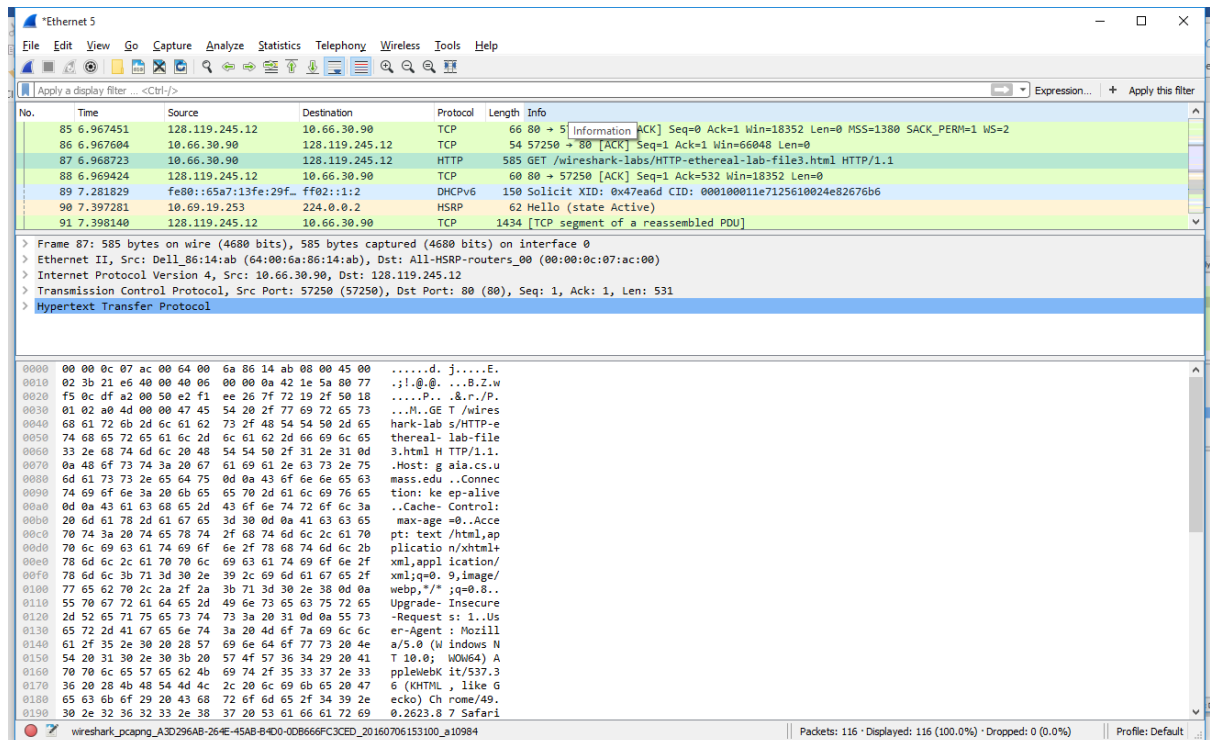 *Ethernet 5
File Edit View Go Capture Analyze Statistics Telephony Wireless Tools Help
Apply a display filter ... <Ctrl-/>
Expression... + Apply this filter
No. Time Source Destination Protocol Length Info
85 6.967451 128.119.245.12 10.66.30.90 TCP 66 80 → 57 Information ACK] Seq=0 Ack=1 Win=18352 Len=0 MSS=1380 SACK_PERM=1 WS=2
86 6.967604 10.66.30.90 128.119.245.12 TCP 54 57250 → 80 [ACK] Seq=1 Ack=1 Win=66048 Len=0
87 6.968723 10.66.30.90 128.119.245.12 HTTP 585 GET /wireshark-labs/HTTP-ethereal-lab-file3.html HTTP/1.1
88 6.969424 128.119.245.12 10.66.30.90 TCP 60 80 → 57250 [ACK] Seq=1 Ack=532 Win=18352 Len=0
89 7.281829 fe80::65a7:13fe:29f… ff02::1:2 DHCPv6 150 Solicit XID: 0x47ea6d CID: 000100011e7125610024e82676b6
90 7.397281 10.69.19.253 224.0.0.2 HSRP 62 Hello (state Active)
91 7.398140 128.119.245.12 10.66.30.90 TCP 1434 [TCP segment of a reassembled PDU]
> Frame 87: 585 bytes on wire (4680 bits), 585 bytes captured (4680 bits) on interface 0
> Ethernet II, Src: Dell_86:14:ab (64:00:6a:86:14:ab), Dst: All-HSRP-routers_00 (00:00:0c:07:ac:00)
> Internet Protocol Version 4, Src: 10.66.30.90, Dst: 128.119.245.12
> Transmission Control Protocol, Src Port: 57250 (57250), Dst Port: 80 (80), Seq: 1, Ack: 1, Len: 531
> Hypertext Transfer Protocol
0000 00 00 0c 07 ac 00 64 00 6a 86 14 ab 08 00 45 00 ......d. j.....E.
0010 02 3b 21 e6 40 00 40 06 00 00 0a 42 1e 5a 80 77 .;!.@.@. ...B.Z.w
0020 f5 0c df a2 00 50 e2 f1 ee 26 7f 72 19 2f 50 18 .....P.. .&.r./P.
0030 01 02 a0 4d 00 00 47 45 54 20 2f 77 69 72 65 73 ...M..GE T /wires
0040 68 61 72 6b 2d 6c 61 62 73 2f 48 54 54 50 2d 65 hark-lab s/HTTP-e
0050 74 68 65 72 65 61 6c 2d 6c 61 62 2d 66 69 6c 65 thereal- lab-file
0060 33 2e 68 74 6d 6c 20 48 54 54 50 2f 31 2e 31 0d 3.html H TTP/1.1.
0070 0a 48 6f 73 74 3a 20 67 61 69 61 2e 63 73 2e 75 .Host: g aia.cs.u
0080 6d 61 73 73 2e 65 64 75 0d 0a 43 6f 6e 6e 65 63 mass.edu ..Connec
0090 74 69 6f 6e 3a 20 6b 65 65 70 2d 61 6c 69 76 65 tion: ke ep-alive
00a0 0d 0a 43 61 63 68 65 2d 43 6f 6e 74 72 6f 6c 3a ..Cache- Control:
00b0 20 6d 61 78 2d 61 67 65 3d 30 0d 0a 41 63 63 65 max-age =0..Acce
00c0 70 74 3a 20 74 65 78 74 2f 68 74 6d 6c 2c 61 70 pt: text /html,ap
00d0 70 6c 69 63 61 74 69 6f 6e 2f 78 68 74 6d 6c 2b plicatio n/xhtml+
00e0 78 6d 6c 2c 61 70 70 6c 69 63 61 74 69 6f 6e 2f xml,appl ication/
00f0 78 6d 6c 3b 71 3d 30 2e 39 2c 69 6d 61 67 65 2f xml;q=0. 9,image/
0100 77 65 62 70 2c 2a 2f 2a 3b 71 3d 30 2e 38 0d 0a webp,*/* ;q=0.8..
0110 55 70 67 72 61 64 65 2d 49 6e 73 65 63 75 72 65 Upgrade- Insecure
0120 2d 52 65 71 75 65 73 74 73 3a 20 31 0d 0a 55 73 -Request s: 1..Us
0130 65 72 2d 41 67 65 6e 74 3a 20 4d 6f 7a 69 6c 6c er-Agent : Mozill
0140 61 2f 35 2e 30 20 28 57 69 6e 64 6f 77 73 20 4e a/5.0 (W indows N
0150 54 20 31 30 2e 30 3b 20 57 4f 57 36 34 29 20 41 T 10.0; WOW64) A
0160 70 70 6c 65 57 65 62 4b 69 74 2f 35 33 37 2e 33 ppleWebK it/537.3
0170 36 20 28 4b 48 54 4d 4c 2c 20 6c 69 6b 65 20 47 6 (KHTML , like G
0180 65 63 6b 6f 29 20 43 68 72 6f 6d 65 2f 34 39 2e ecko) Ch rome/49.
0190 30 2e 32 36 32 33 2e 38 37 20 53 61 66 61 72 69 0.2623.8 7 Safari
wireshark_pcapng_A3D296AB-264E-45AB-B4D0-0DB666FC3CED_20160706153100_a10984
Packets: 116 · Displayed: 116 (100.0%) · Dropped: 0 (0.0%) Profile: Default